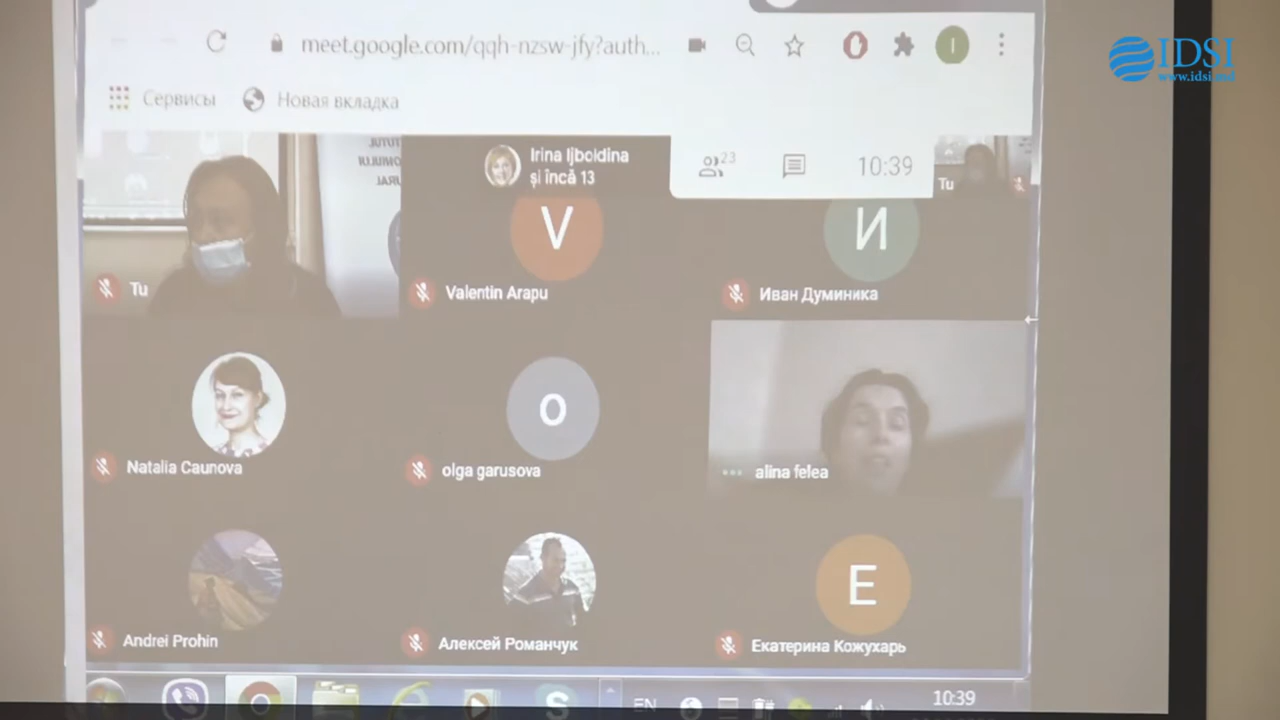 meet.google.com/qqh-nzsw-jfy?auth...
I
IDSI
www.idsi.md
Сервисы
Новая вкладка
Irina Ijboldina
și încă 13
23
10:39
Tu
V
И
Tu
Valentin Arapu
Иван Думиника
O
Natalia Caunova
olga garusova
alina felea
E
Andrei Prohin
Алексей Романчук
Екатерина Кожухарь
S
EN
10:39